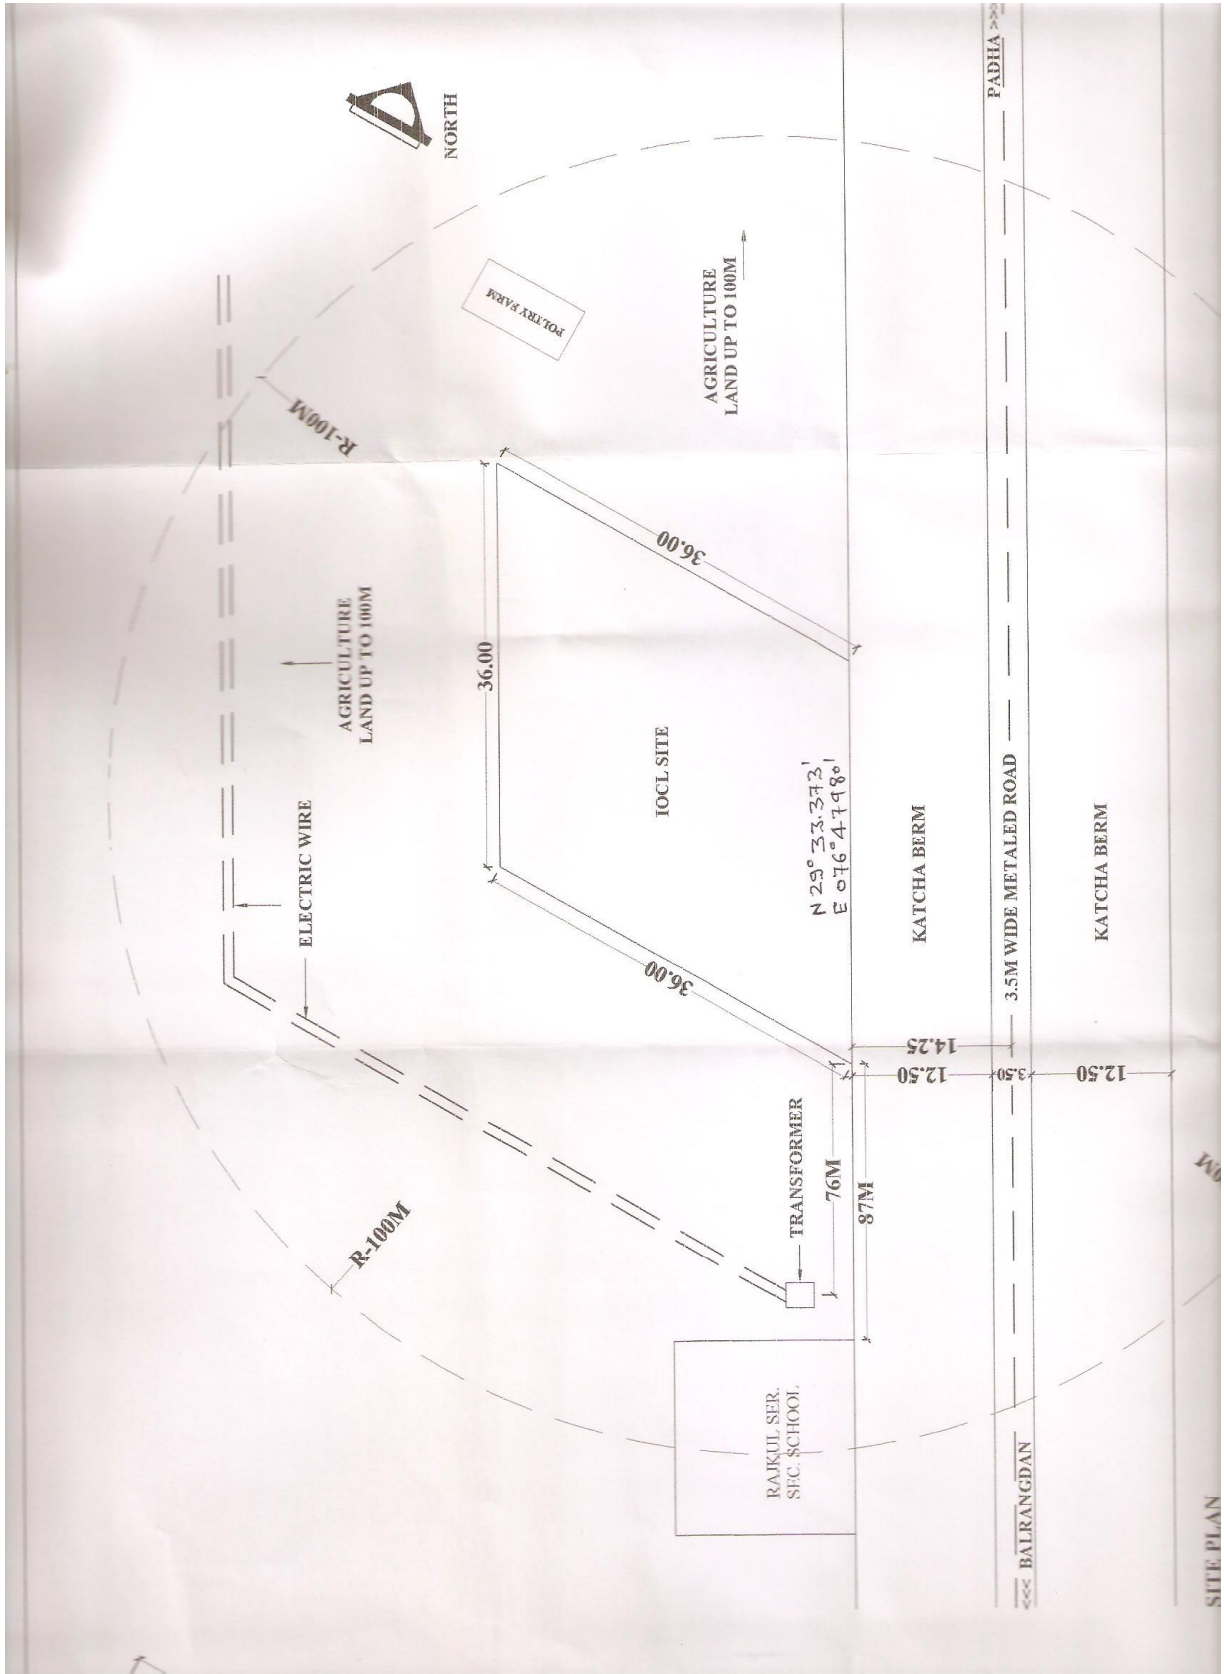 NORTH
R-100M
POLTRY FARM
AGRICULTURE
LAND UP TO 100M
AGRICULTURE
LAND UP TO 100M
ELECTRIC WIRE
36.00
36.00
36.00
IOCL SITE
N 29° 33.373'
E 076° 47980'
R-100M
TRANSFORMER
76M
87M
RAJKUL SER.
SEC. SCHOOL
14.25
12.50
3.50
12.50
KATCHA BERM
3.5M WIDE METALED ROAD
PADHA >>>
<<< BALRANGDAN
KATCHA BERM
SITE PLAN